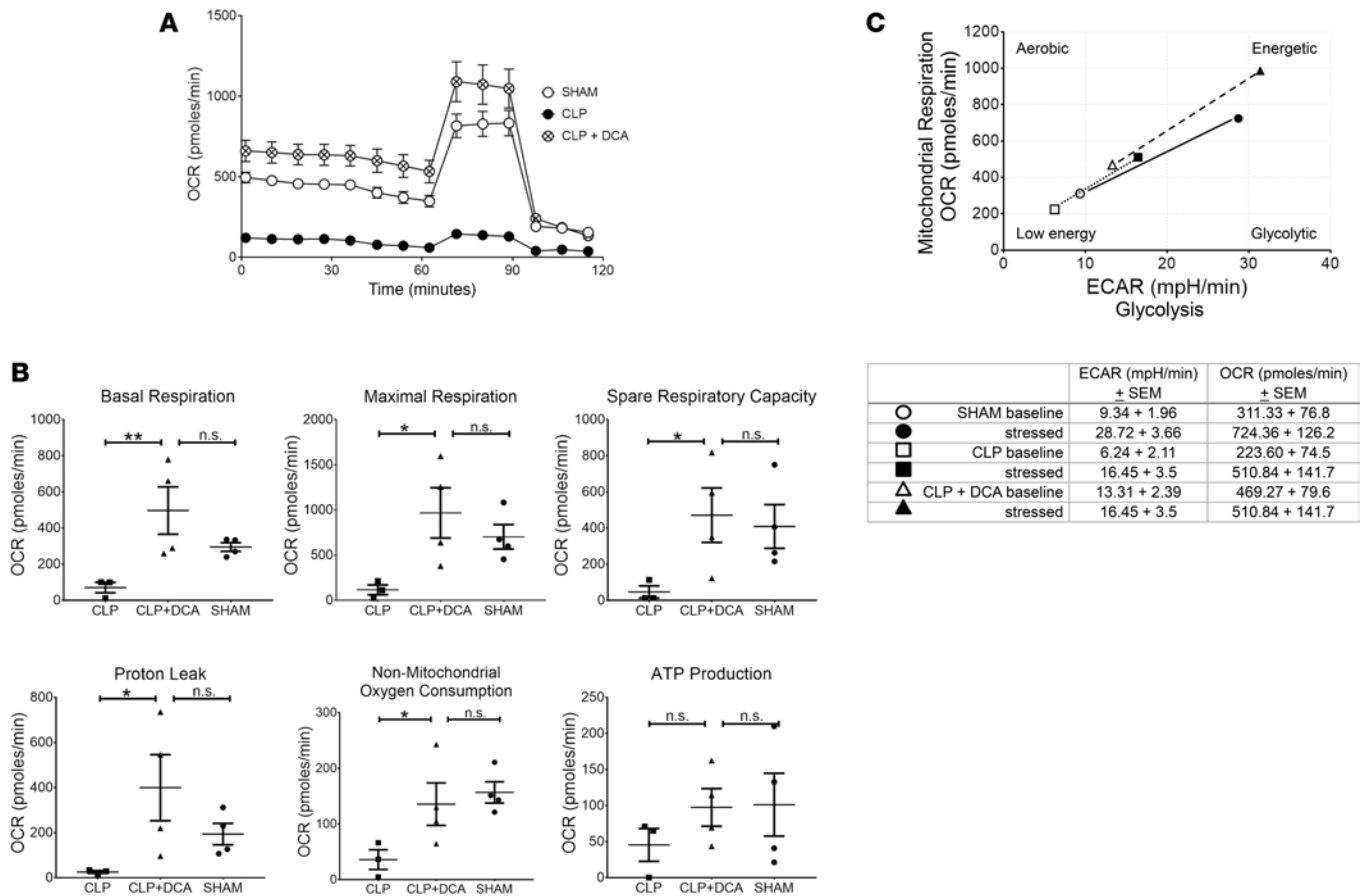 A
1500
1000
500
0
OCR (pmoles/min)
0 30 60 90 120
Time (minutes)
SHAM
CLP
CLP + DCA
C
1200
1000
800
600
400
200
0
Mitochondrial Respiration
OCR (pmoles/min)
Aerobic Energetic
Low energy Glycolytic
0 10 20 30 40
ECAR (mpH/min)
Glycolysis
ECAR (mpH/min) OCR (pmoles/min)
± SEM ± SEM
SHAM baseline 9.34 + 1.96 311.33 + 76.8
stressed 28.72 + 3.66 724.36 + 126.2
CLP baseline 6.24 + 2.11 223.60 + 74.5
stressed 16.45 + 3.5 510.84 + 141.7
CLP + DCA baseline 13.31 + 2.39 469.27 + 79.6
stressed 16.45 + 3.5 510.84 + 141.7
B
Basal Respiration
1000
800
600
400
200
0
OCR (pmoles/min)
** n.s.
CLP CLP+DCA SHAM
Maximal Respiration
2000
1500
1000
500
0
OCR (pmoles/min)
* n.s.
CLP CLP+DCA SHAM
Spare Respiratory Capacity
1000
800
600
400
200
0
OCR (pmoles/min)
* n.s.
CLP CLP+DCA SHAM
Proton Leak
800
600
400
200
0
OCR (pmoles/min)
* n.s.
CLP CLP+DCA SHAM
Non-Mitochondrial
Oxygen Consumption
300
200
100
0
OCR (pmoles/min)
* n.s.
CLP CLP+DCA SHAM
ATP Production
250
200
150
100
50
0
OCR (pmoles/min)
n.s. n.s.
CLP CLP+DCA SHAM